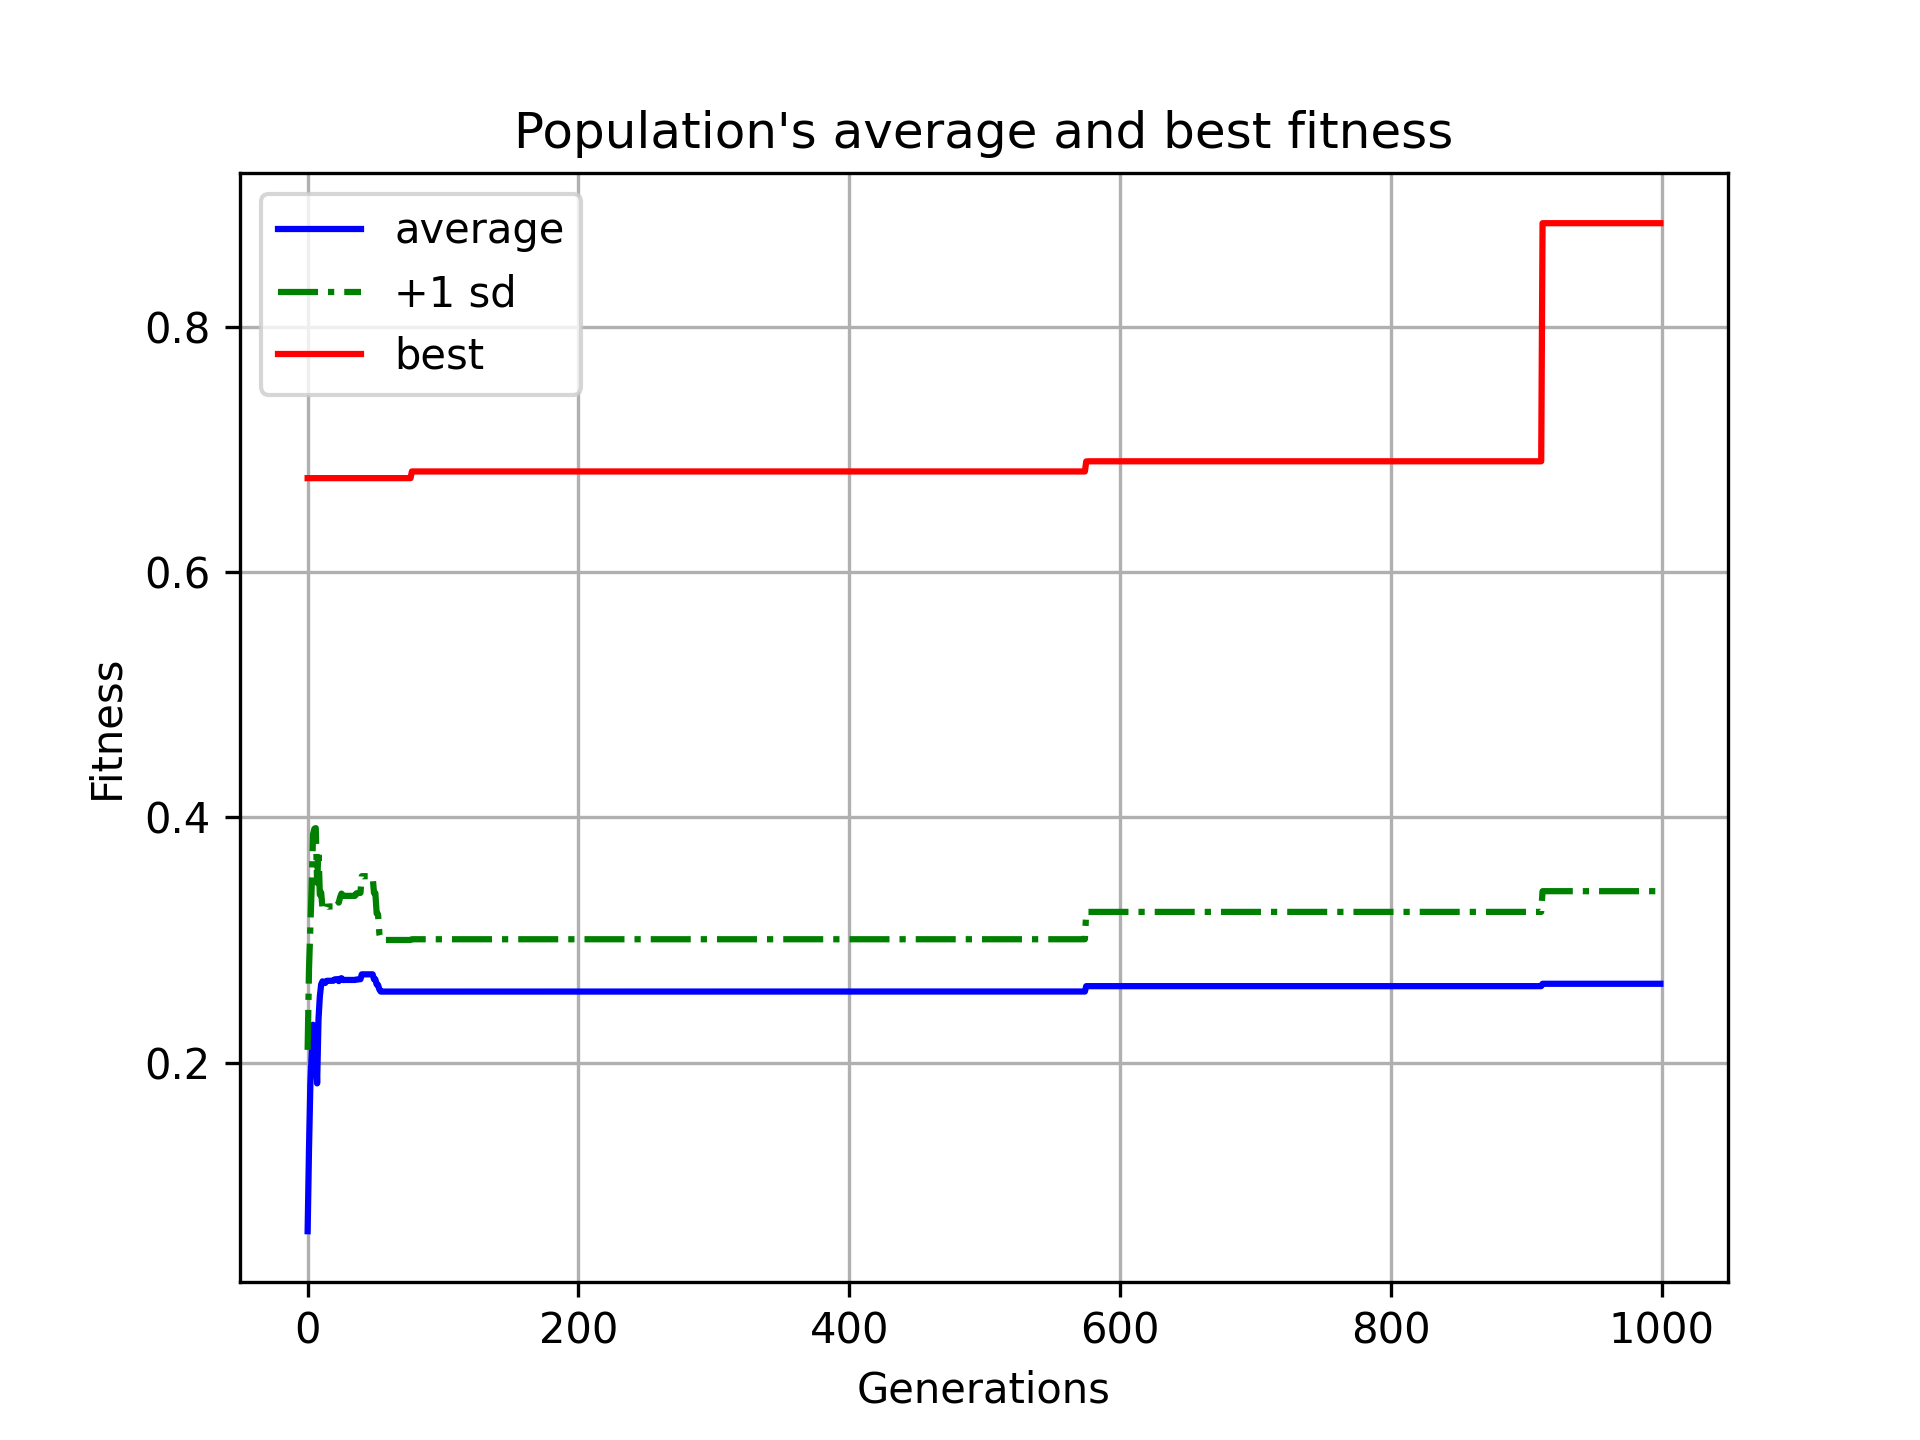 Population's average and best fitness
average
+1 sd
best
Fitness
0.8
0.6
0.4
0.2
0 200 400 600 800 1000
Generations